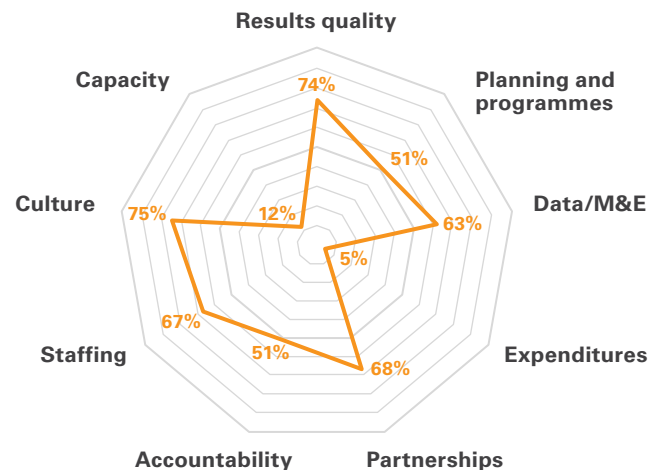 Results quality
Capacity
Planning and
programmes
74%
51%
Culture
75%
12%
Data/M&E
63%
5%
67%
51%
68%
Staffing
Expenditures
Accountability
Partnerships